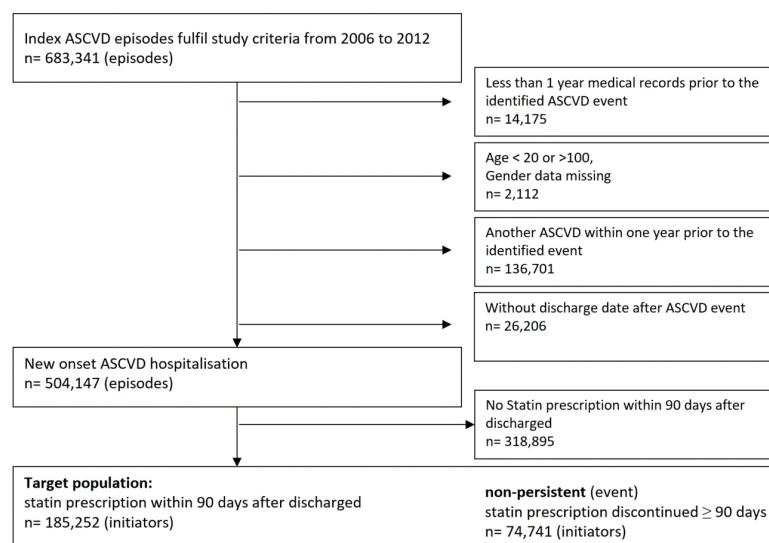 Index ASCVD episodes fulfil study criteria from 2006 to 2012
n= 683,341 (episodes)
Less than 1 year medical records prior to the
identified ASCVD event
n= 14,175
Age < 20 or >100,
Gender data missing
n= 2,112
Another ASCVD within one year prior to the
identified event
n= 136,701
Without discharge date after ASCVD event
n= 26,206
New onset ASCVD hospitalisation
n= 504,147 (episodes)
No Statin prescription within 90 days after
discharged
n= 318,895
Target population:
statin prescription within 90 days after discharged
n= 185,252 (initiators)
non-persistent (event)
statin prescription discontinued ≥ 90 days
n= 74,741 (initiators)